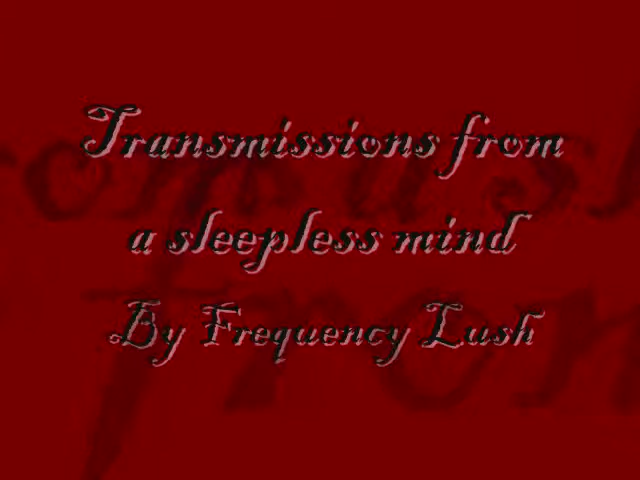 Transmissions from
a sleepless mind
By Frequency Lush